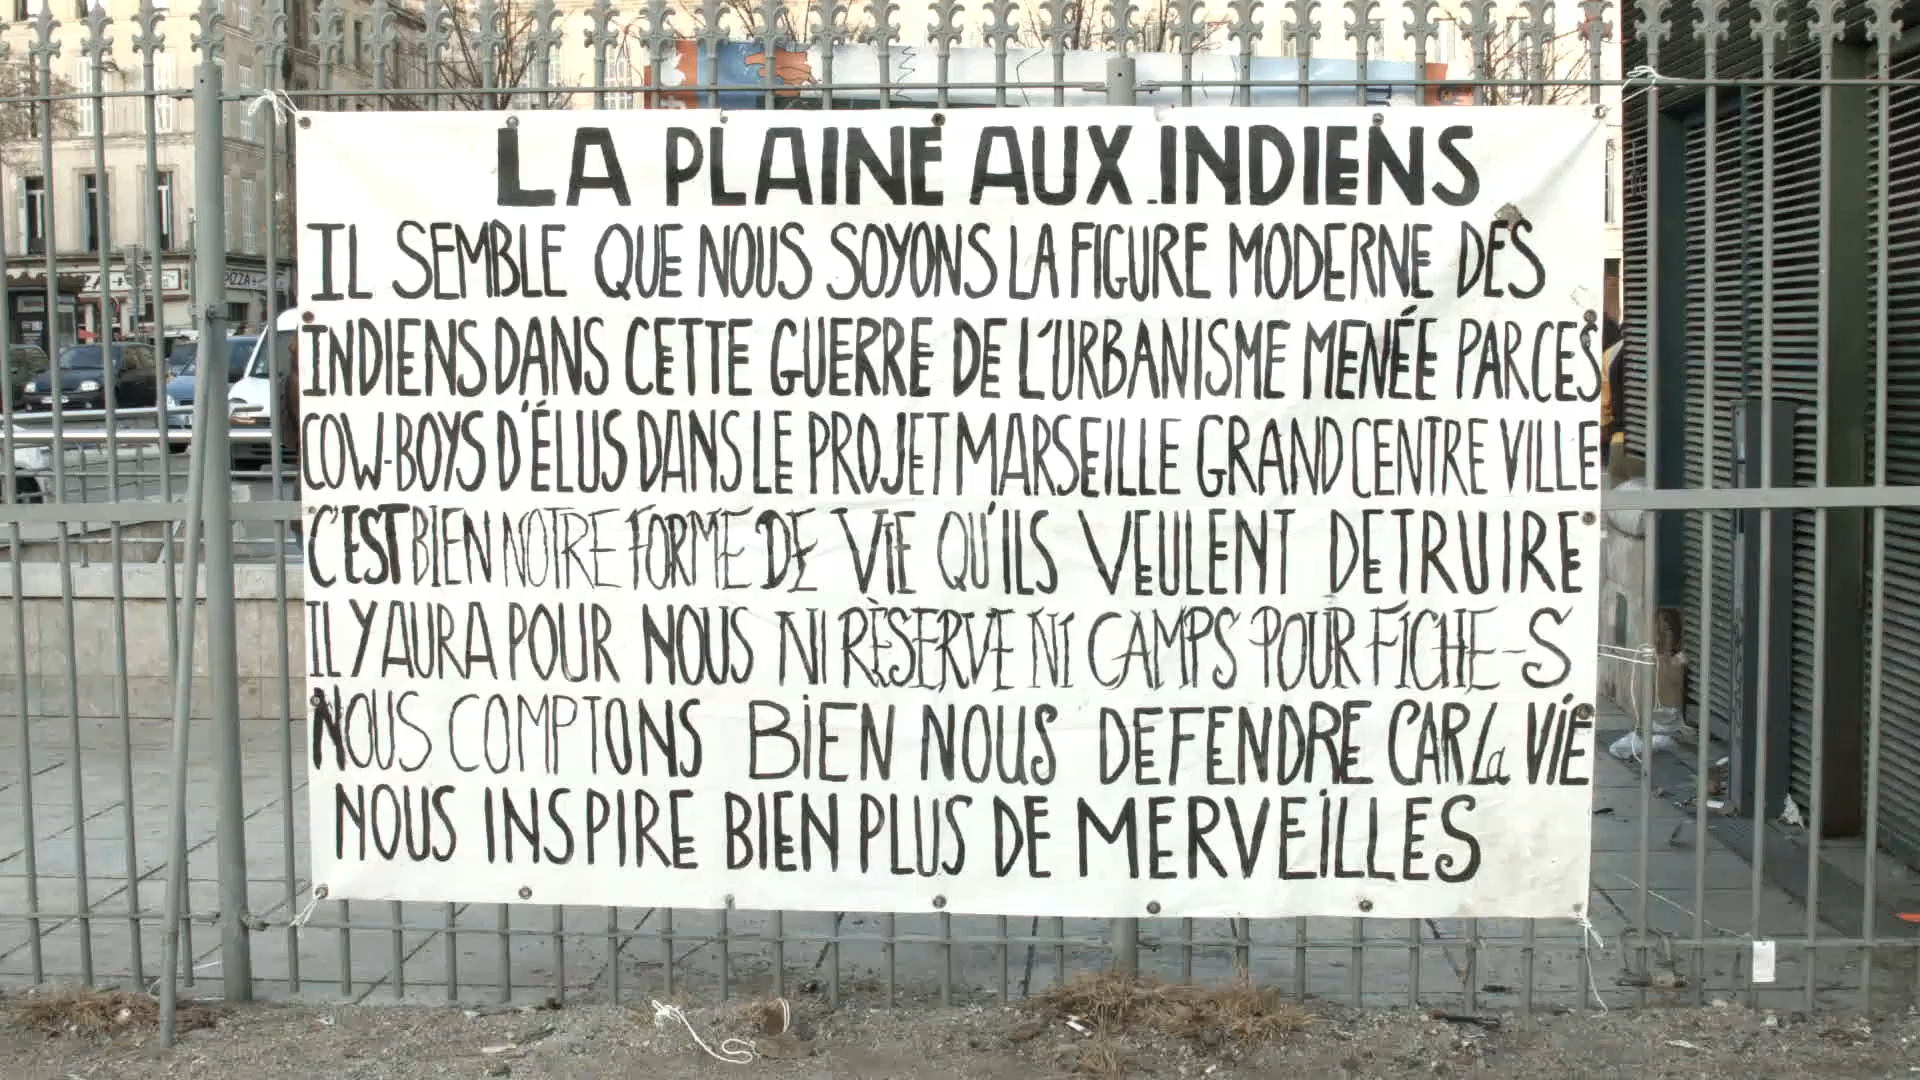 LA PLAINE AUX INDIENS
IL SEMBLE QUE NOUS SOYONS LA FIGURE MODERNE DES
INDIENS DANS CETTE GUERRE DE L'URBANISME MENÉE PAR CES
COW-BOYS D'ÉLUS DANS LE PROJET MARSEILLE GRAND CENTRE VILLE
C'EST BIEN NOTRE FORME DE VIE QU'ILS VEULENT DETRUIRE
IL Y AURA POUR NOUS NI RÈSERVE NI CAMPS POUR FICHE-S
NOUS COMPTONS BIEN NOUS DEFENDRE CAR La VIE
NOUS INSPIRE BIEN PLUS DE MERVEILLES
PIZZA